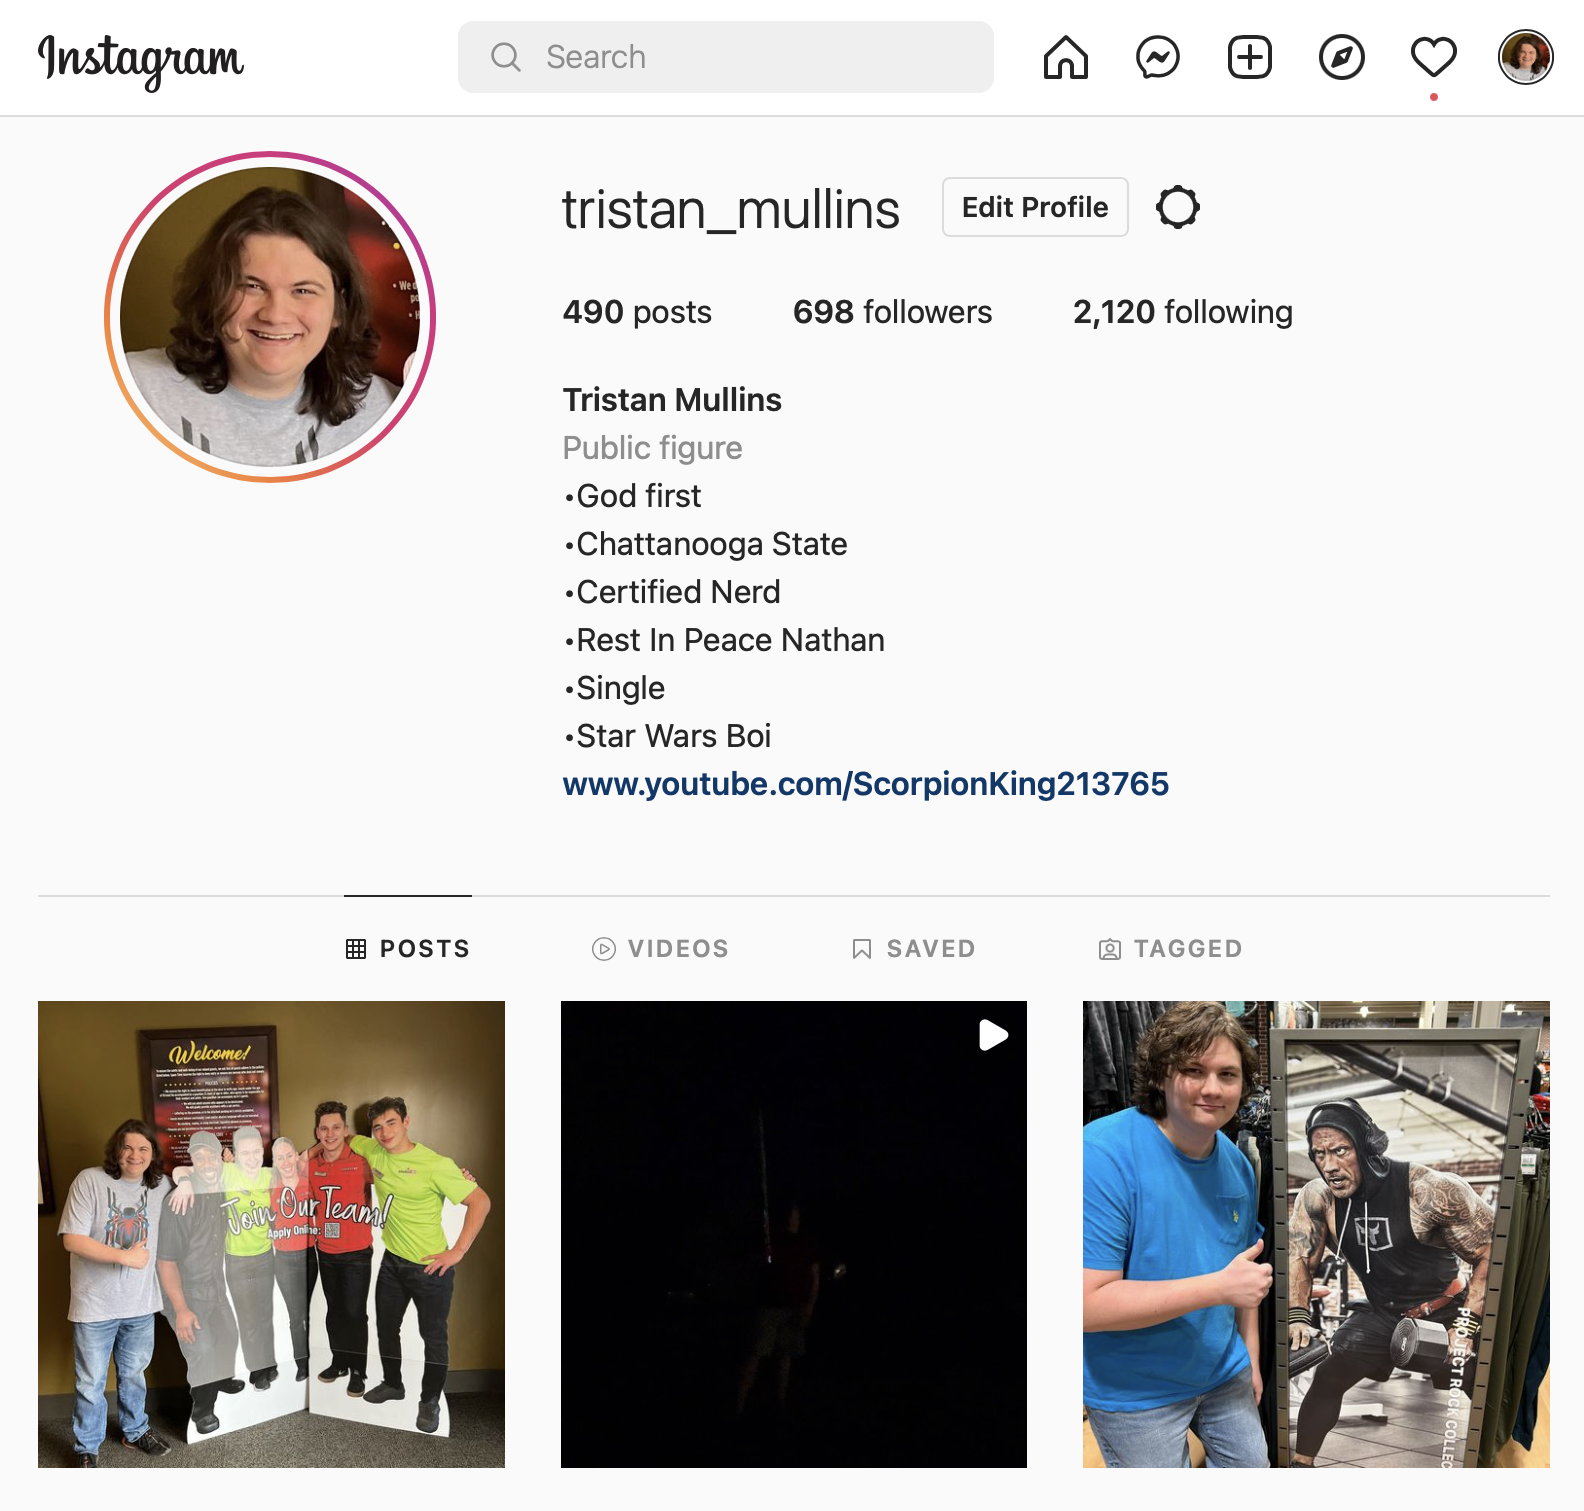 Instagram
Search
tristan_mullins
Edit Profile
490 posts
698 followers
2,120 following
Tristan Mullins
Public figure
•God first
•Chattanooga State
•Certified Nerd
•Rest In Peace Nathan
•Single
•Star Wars Boi
www.youtube.com/ScorpionKing213765
POSTS
VIDEOS
SAVED
TAGGED
Welcome!
POLICIES
Join Our Team!
Apply Online:
PROJECT ROCK COLLEC